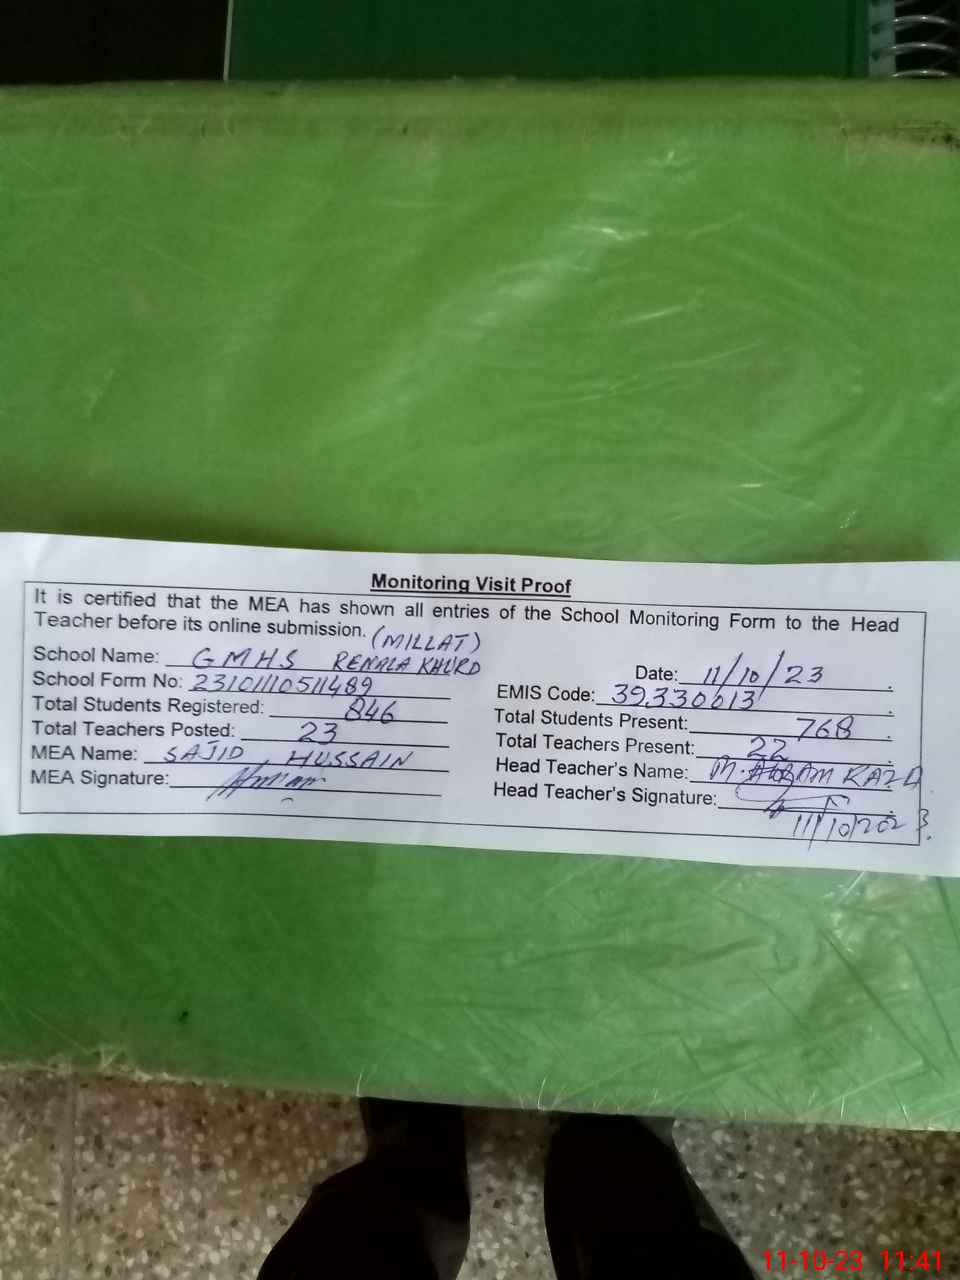 Monitoring Visit Proof
It is certified that the MEA has shown all entries of the School Monitoring Form to the Head
Teacher before its online submission. (MILLAT)
School Name: GMHS RENALA KHURD
Date: 11/10/23
School Form No: 23101110511489
EMIS Code: 39330013
Total Students Registered: 846
Total Students Present: 768
Total Teachers Posted: 23
Total Teachers Present: 22
MEA Name: SAJID HUSSAIN
Head Teacher's Name: M.
MEA Signature:
Head Teacher's Signature:
11/10/2023.
11-10-23 11:41